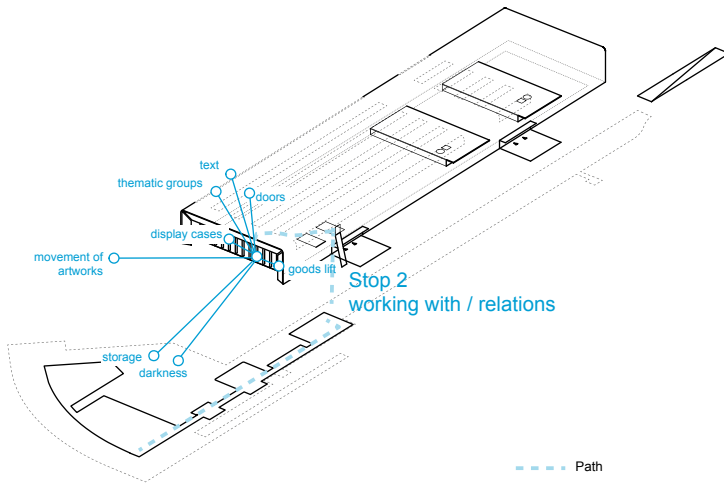 text
thematic groups
doors
display cases
movement of
artworks
goods lift
Stop 2
working with / relations
storage
darkness
Path